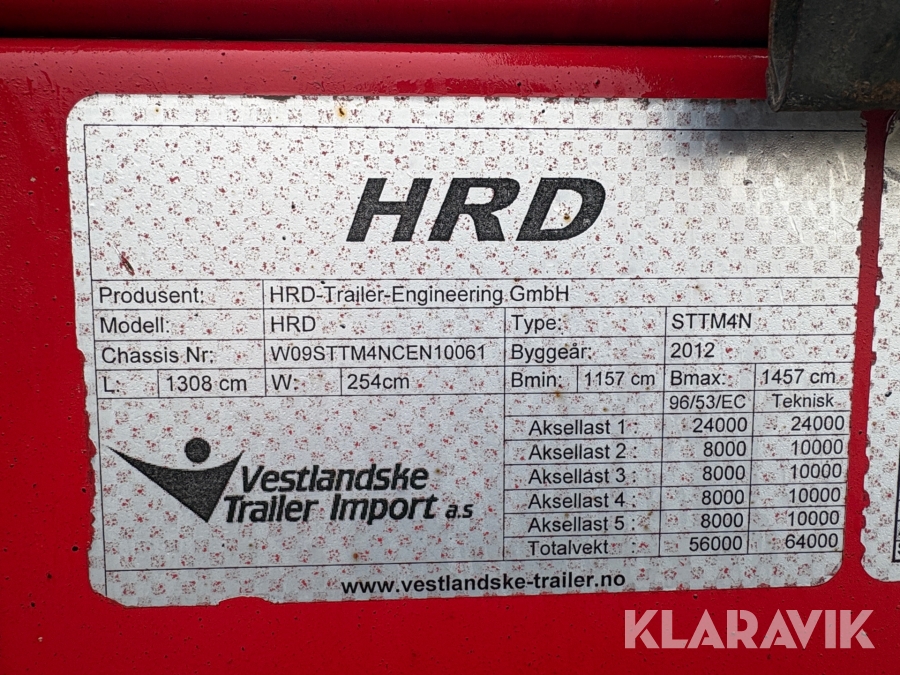 HRD
Produsent: HRD-Trailer-Engineering GmbH
Modell: HRD Type: STTM4N
Chassis Nr: W09STTM4NCEN10061 Byggeår: 2012
L: 1308 cm W: 254cm Bmin: 1157 cm Bmax: 1457 cm
96/53/EC Teknisk
Aksellast 1 : 24000 24000
Aksellast 2 : 8000 10000
Aksellast 3 : 8000 10000
Aksellast 4 : 8000 10000
Aksellast 5 : 8000 10000
Totalvekt : 56000 64000
Vestlandske
Trailer Import a.s
www.vestlandske-trailer.no
KLARAVIK